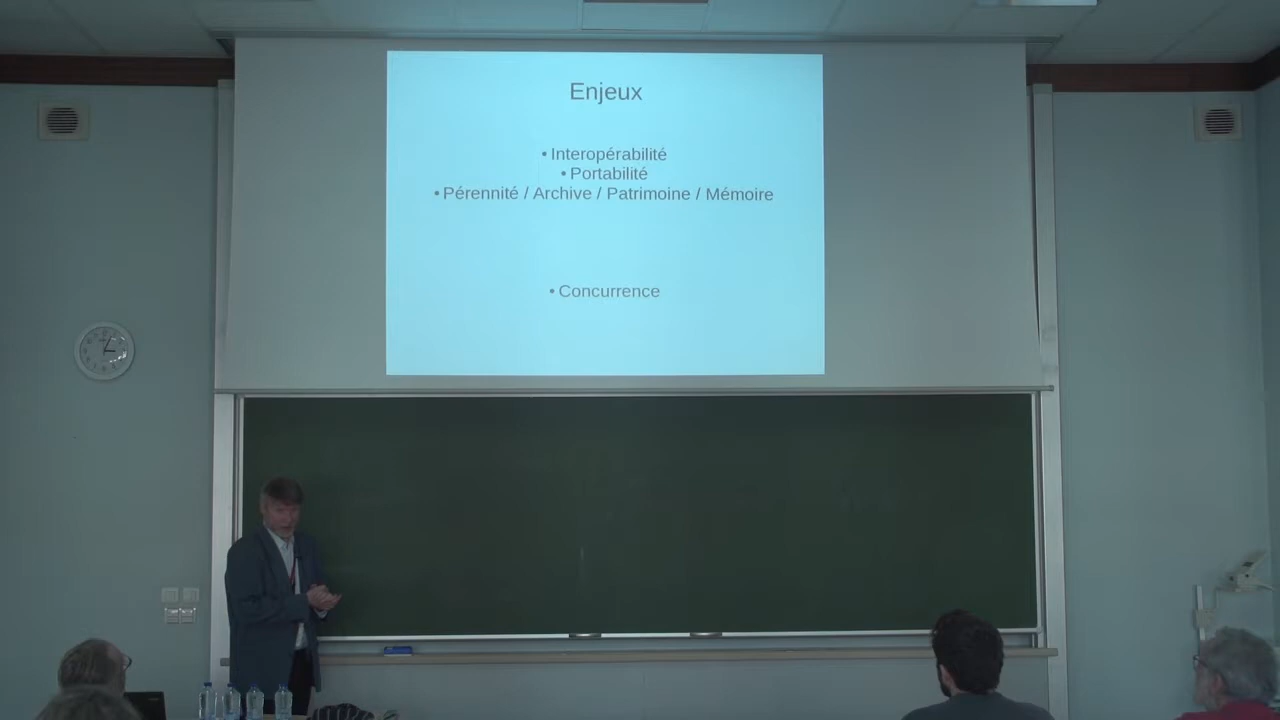 Enjeux
• Interopérabilité
• Portabilité
• Pérennité / Archive / Patrimoine / Mémoire
• Concurrence